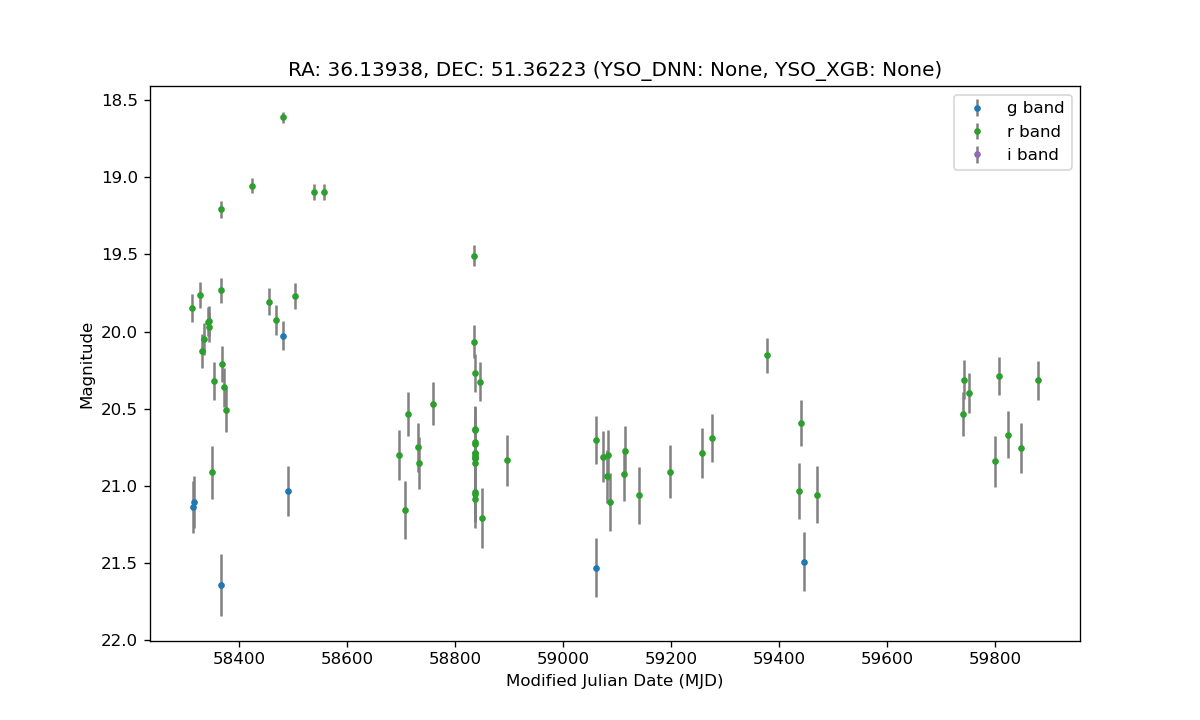 RA: 36.13938, DEC: 51.36223 (YSO_DNN: None, YSO_XGB: None)
g band
r band
i band
18.5
19.0
19.5
20.0
20.5
21.0
21.5
22.0
Magnitude
58400 58600 58800 59000 59200 59400 59600 59800
Modified Julian Date (MJD)